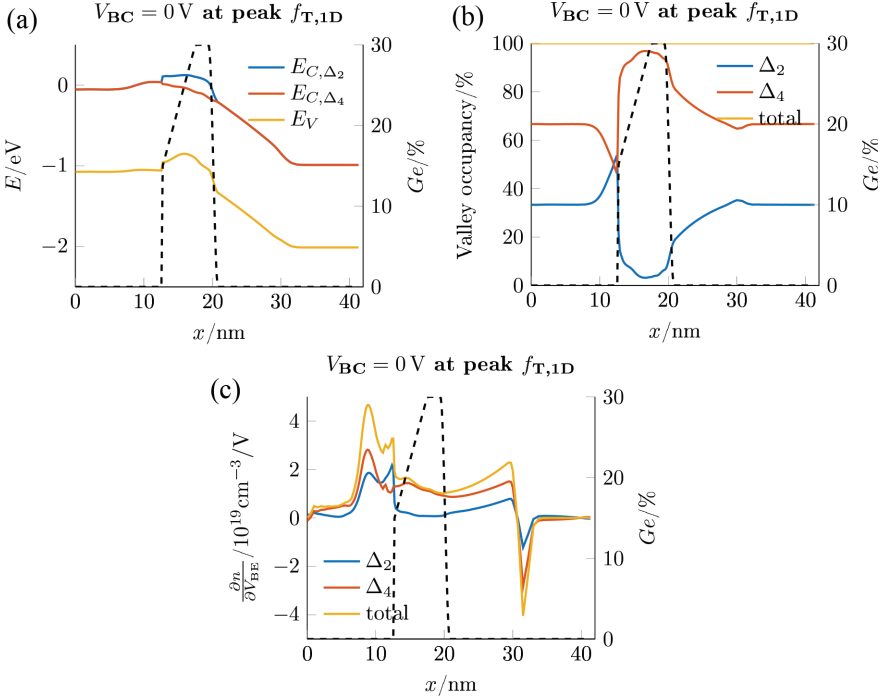 (a)
V_BC = 0 V at peak f_T,1D
E/eV
0
−1
−2
0
10
20
30
40
x/nm
30
20
10
0
Ge/%
E_C,Δ2
E_C,Δ4
E_V
(b)
V_BC = 0 V at peak f_T,1D
Valley occupancy/%
100
80
60
40
20
0
0
10
20
30
40
x/nm
30
20
10
0
Ge/%
Δ2
Δ4
total
(c)
V_BC = 0 V at peak f_T,1D
∂n/∂V_BE /10^19 cm^−3/V
4
2
0
−2
−4
0
10
20
30
40
x/nm
30
20
10
0
Ge/%
Δ2
Δ4
total